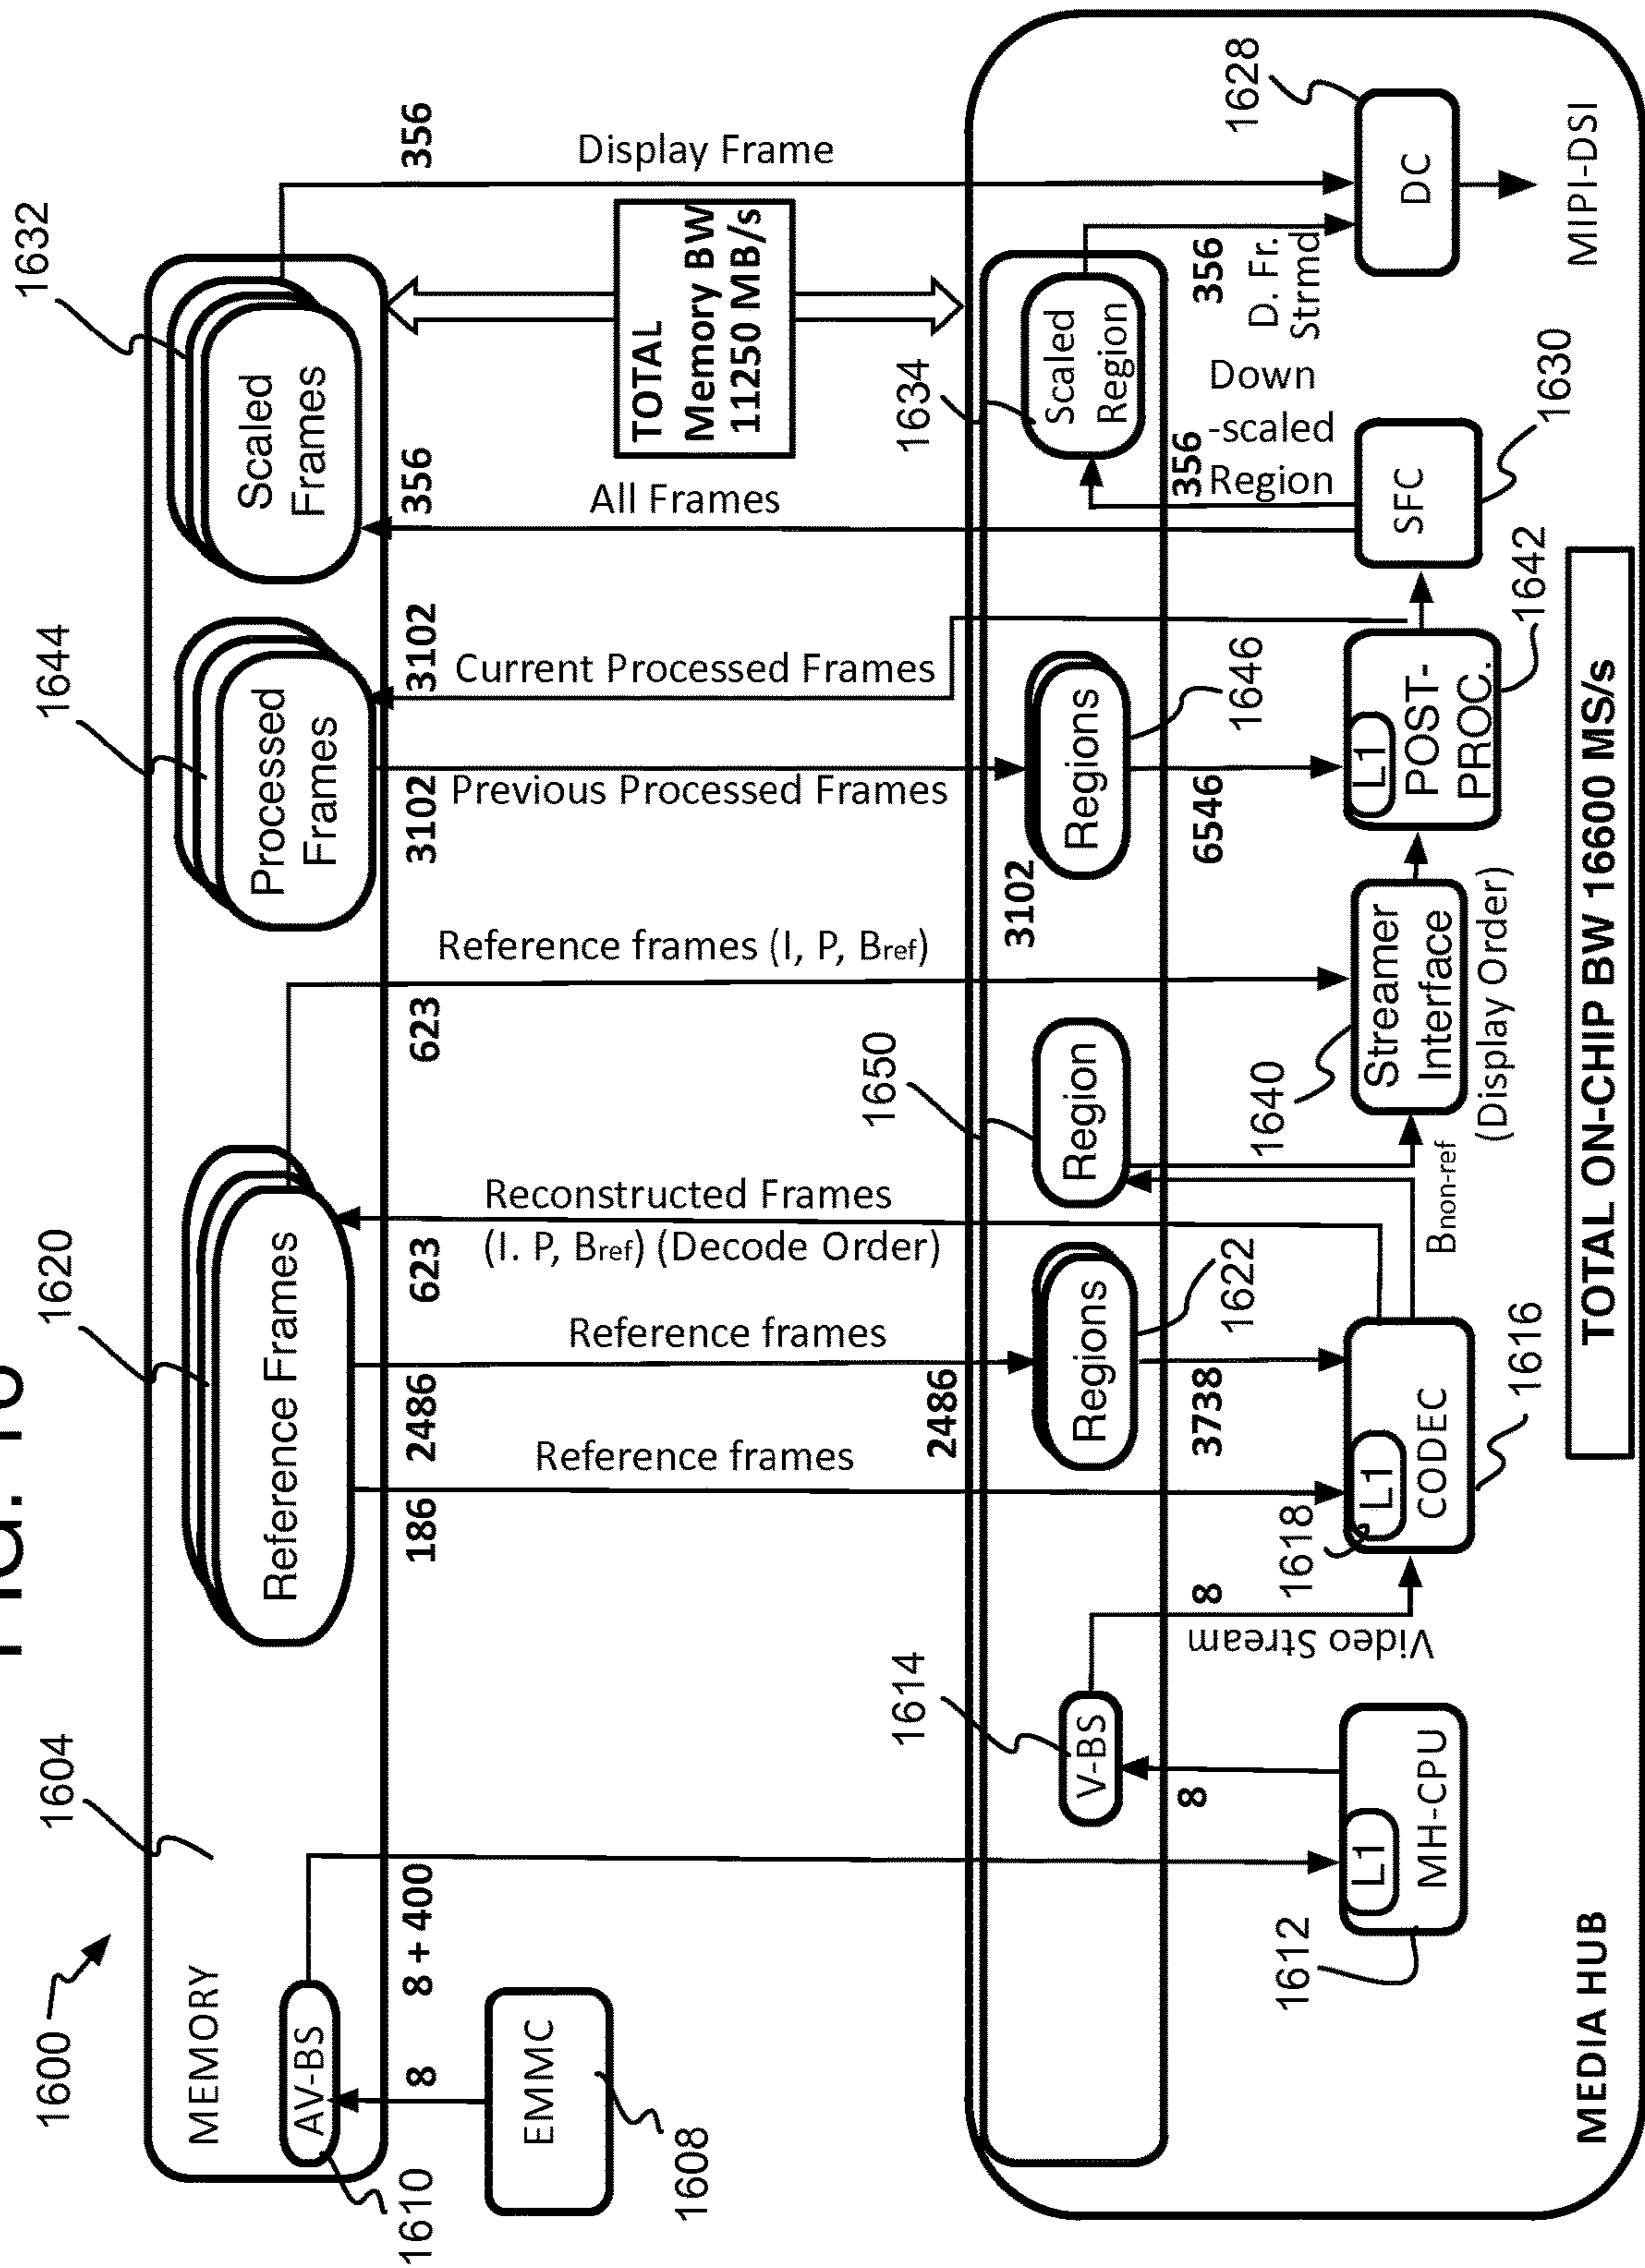 1600
1604
1620
1644
1632
MEMORY
AV-BS
Reference Frames
Processed
Frames
Scaled
Frames
1610
8
8 + 400
186
2486
623
623
3102
3102
356
356
EMMC
1608
Reference frames
Reference frames
Reconstructed Frames
(I. P, Bref) (Decode Order)
Reference frames (I, P, Bref)
Previous Processed Frames
Current Processed Frames
All Frames
Display Frame
TOTAL
Memory BW
11250 MB/s
1614
1650
1634
2486
3102
V-BS
Regions
Region
Regions
Scaled
Region
8
8
Video Stream
3738
1622
6546
1646
356
Down
-scaled
Region
356
D. Fr.
Strmd
1628
1612
L1
MH-CPU
1618
L1
CODEC
1616
Bnon-ref
1640
Streamer
Interface
(Display Order)
L1
POST-
PROC.
1642
SFC
1630
DC
MIPI-DSI
MEDIA HUB
TOTAL ON-CHIP BW 16600 MS/s